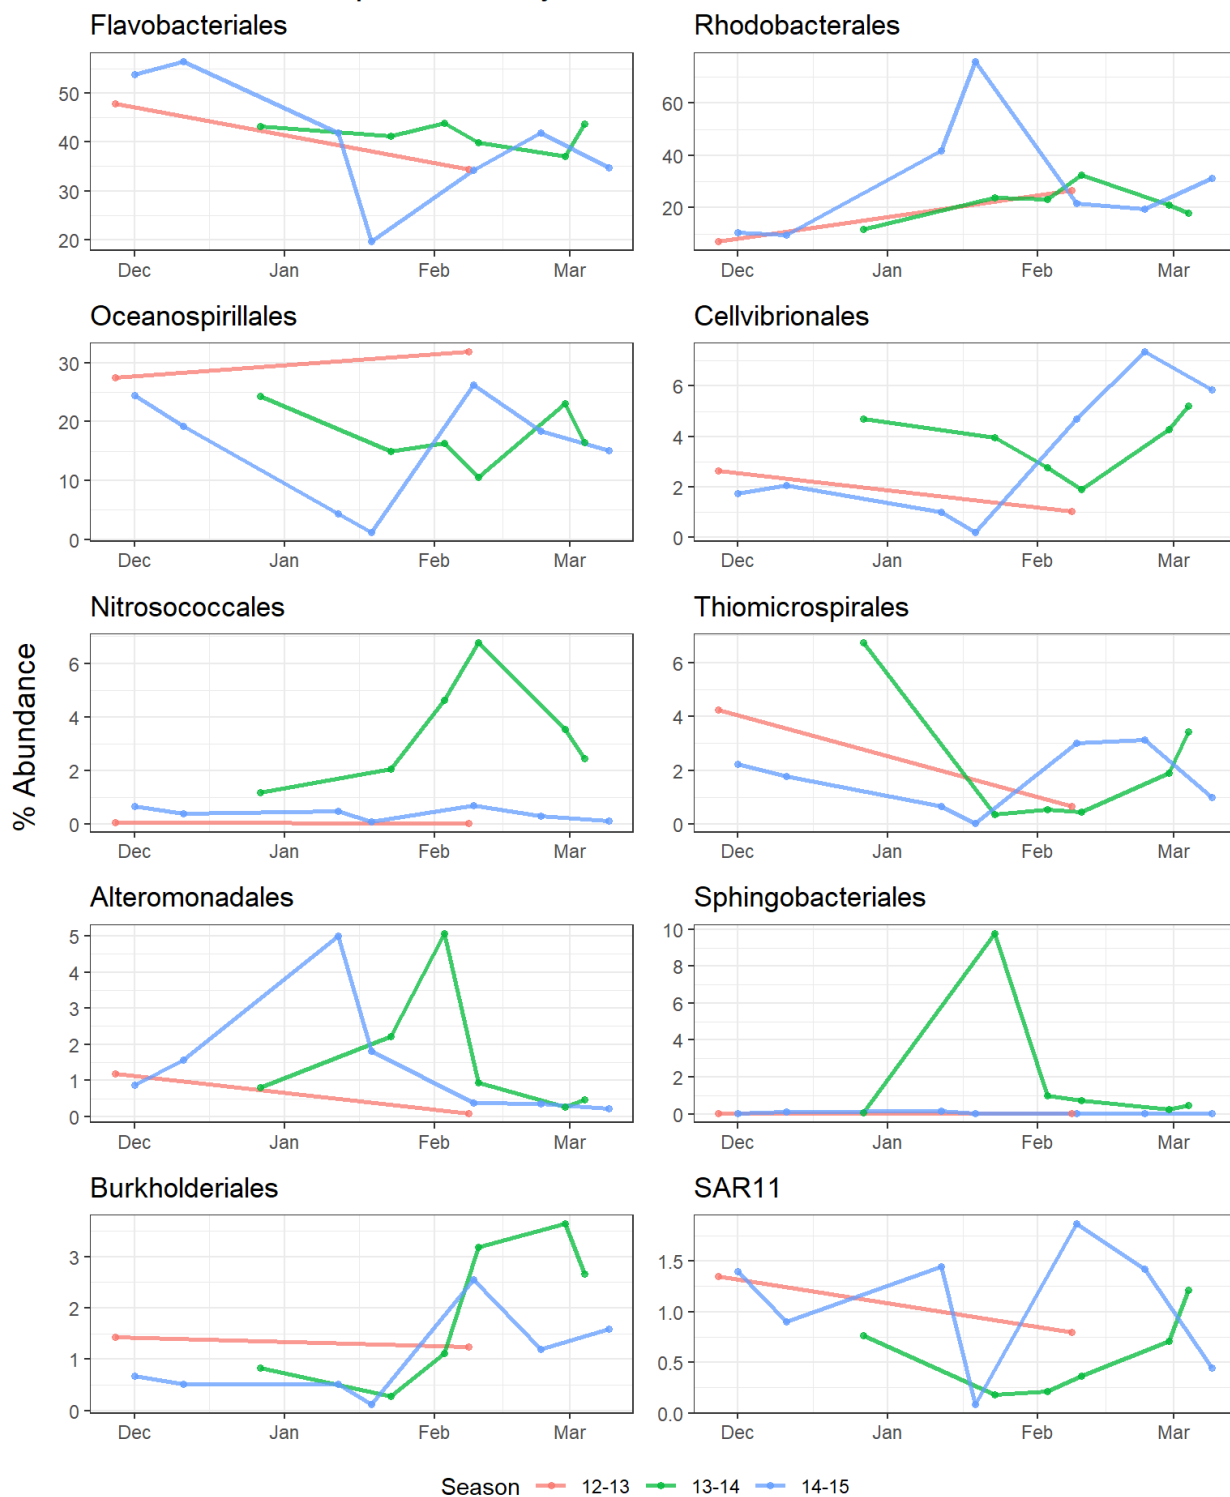 Flavobacteriales
Rhodobacterales
50
40
30
20
60
40
20
Dec Jan Feb Mar
Dec Jan Feb Mar
Oceanospirillales
Cellvibrionales
30
20
10
0
6
4
2
0
Dec Jan Feb Mar
Dec Jan Feb Mar
Nitrosococcales
Thiomicrospirales
6
4
2
0
6
4
2
0
Dec Jan Feb Mar
Dec Jan Feb Mar
% Abundance
Alteromonadales
Sphingobacteriales
5
4
3
2
1
0
10
8
6
4
2
0
Dec Jan Feb Mar
Dec Jan Feb Mar
Burkholderiales
SAR11
3
2
1
0
1.5
1.0
0.5
0.0
Dec Jan Feb Mar
Dec Jan Feb Mar
Season 12-13 13-14 14-15